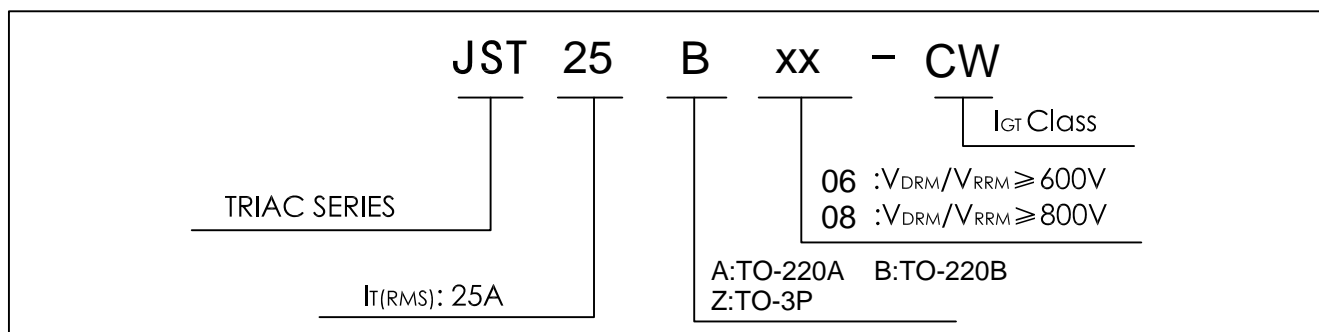 JST 25 B xx - CW
IGT Class
06 :VDRM/VRRM⩾600V
TRIAC SERIES
08 :VDRM/VRRM⩾800V
A:TO-220A B:TO-220B
IT(RMS): 25A
Z:TO-3P